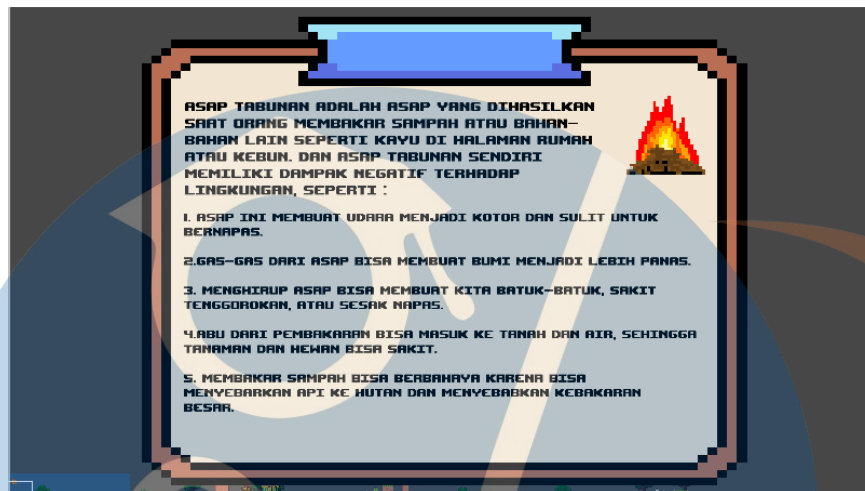 ASAP TABUNAN ADALAH ASAP YANG DIHASILKAN
SAAT ORANG MEMBAKAR SAMPAH ATAU BAHAN-
BAHAN LAIN SEPERTI KAYU DI HALAMAN RUMAH
ATAU KEBUN. DAN ASAP TABUNAN SENDIRI
MEMILIKI DAMPAK NEGATIF TERHADAP
LINGKUNGAN, SEPERTI :
1. ASAP INI MEMBUAT UDARA MENJADI KOTOR DAN SULIT UNTUK
BERNAPAS.
2.GAS-GAS DARI ASAP BISA MEMBUAT BUMI MENJADI LEBIH PANAS.
3. MENGHIRUP ASAP BISA MEMBUAT KITA BATUK-BATUK, SAKIT
TENGGOROKAN, ATAU SESAK NAPAS.
4.ABU DARI PEMBAKARAN BISA MASUK KE TANAH DAN AIR, SEHINGGA
TANAMAN DAN HEWAN BISA SAKIT.
5. MEMBAKAR SAMPAH BISA BERBAHAYA KARENA BISA
MENYEBARKAN API KE HUTAN DAN MENYEBABKAN KEBAKARAN
BESAR.